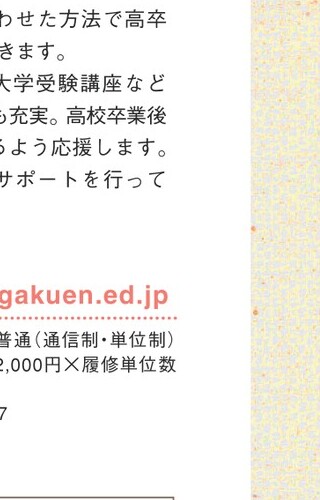 わせた方法で高卒
きます。
大学受験講座など
も充実。高校卒業後
るよう応援します。
サポートを行って
gakuen.ed.jp
普通（通信制・単位制）
2,000円×履修単位数
7